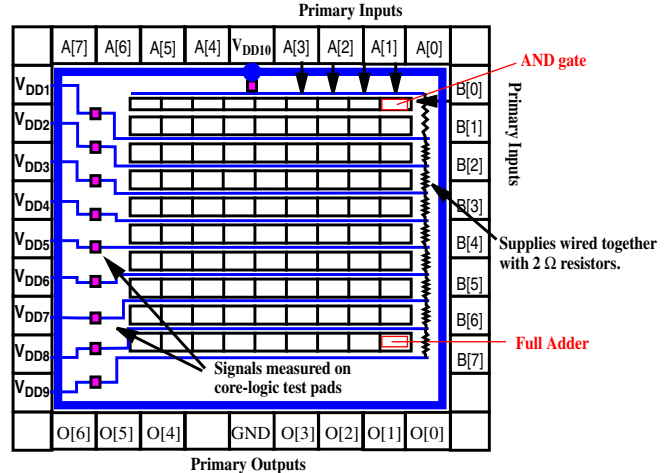 Primary Inputs
A[7] A[6] A[5] A[4] VDD10 A[3] A[2] A[1] A[0]
AND gate
VDD1
B[0]
VDD2
B[1]
Primary Inputs
VDD3
B[2]
VDD4
B[3]
VDD5
B[4]
Supplies wired together
with 2 Ω resistors.
VDD6
B[5]
VDD7
B[6]
Full Adder
VDD8
B[7]
Signals measured on
core-logic test pads
VDD9
O[6] O[5] O[4] GND O[3] O[2] O[1] O[0]
Primary Outputs